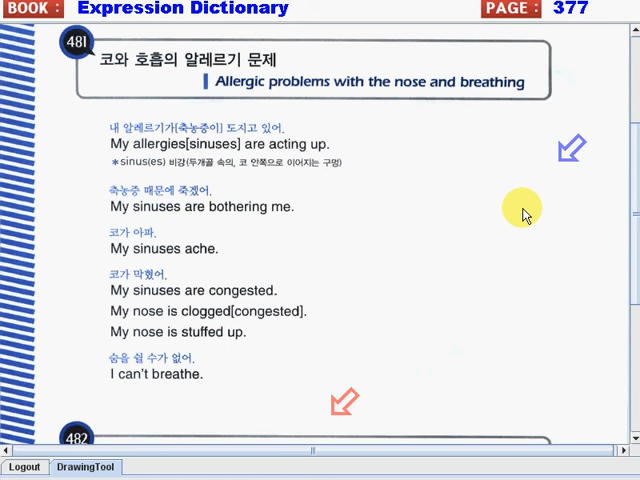 BOOK : Expression Dictionary PAGE : 377
481
코와 호흡의 알레르기 문제
Allergic problems with the nose and breathing
내 알레르기가[축농증이] 도지고 있어.
My allergies[sinuses] are acting up.
*sinus(es) 비강(두개골 속의, 코 안쪽으로 이어지는 구멍)
축농증 때문에 죽겠어.
My sinuses are bothering me.
코가 아파.
My sinuses ache.
코가 막혔어.
My sinuses are congested.
My nose is clogged[congested].
My nose is stuffed up.
숨을 쉴 수가 없어.
I can't breathe.
482
Logout DrawingTool